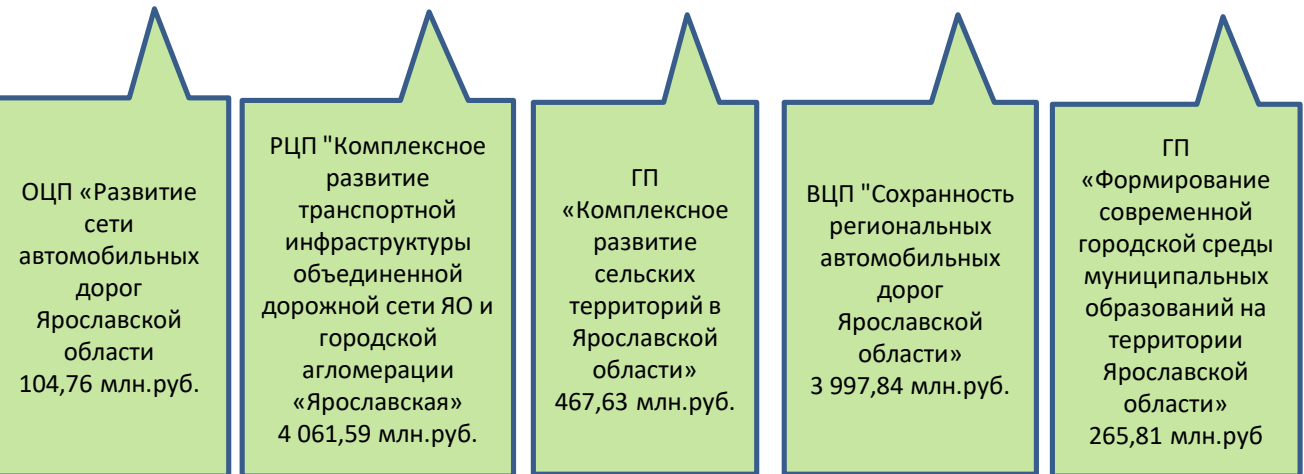 ОЦП «Развитие
сети
автомобильных
дорог
Ярославской
области
104,76 млн.руб.
РЦП "Комплексное
развитие
транспортной
инфраструктуры
объединенной
дорожной сети ЯО и
городской
агломерации
«Ярославская»
4 061,59 млн.руб.
ГП
«Комплексное
развитие
сельских
территорий в
Ярославской
области»
467,63 млн.руб.
ВЦП "Сохранность
региональных
автомобильных
дорог
Ярославской
области»
3 997,84 млн.руб.
ГП
«Формирование
современной
городской среды
муниципальных
образований на
территории
Ярославской
области»
265,81 млн.руб